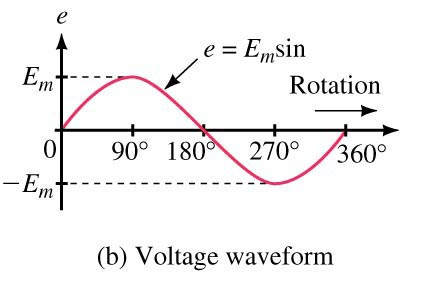 e
e = Eₘsin
Eₘ
Rotation
0
90° 180° 270° 360°
−Eₘ
(b) Voltage waveform